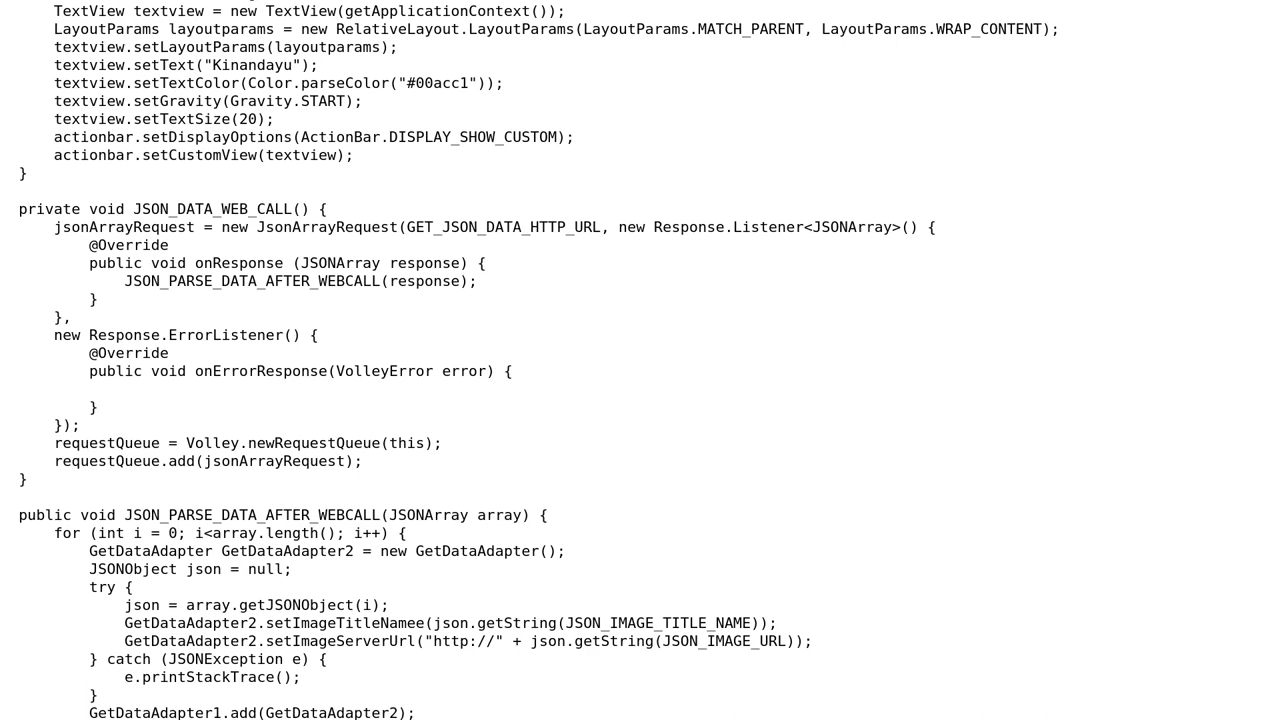 TextView textview = new TextView(getApplicationContext());
LayoutParams layoutparams = new RelativeLayout.LayoutParams(LayoutParams.MATCH_PARENT, LayoutParams.WRAP_CONTENT);
textview.setLayoutParams(layoutparams);
textview.setText("Kinandayu");
textview.setTextColor(Color.parseColor("#00acc1"));
textview.setGravity(Gravity.START);
textview.setTextSize(20);
actionbar.setDisplayOptions(ActionBar.DISPLAY_SHOW_CUSTOM);
actionbar.setCustomView(textview);
}
private void JSON_DATA_WEB_CALL() {
jsonArrayRequest = new JsonArrayRequest(GET_JSON_DATA_HTTP_URL, new Response.Listener<JSONArray>() {
@Override
public void onResponse (JSONArray response) {
JSON_PARSE_DATA_AFTER_WEBCALL(response);
}
},
new Response.ErrorListener() {
@Override
public void onErrorResponse(VolleyError error) {
}
});
requestQueue = Volley.newRequestQueue(this);
requestQueue.add(jsonArrayRequest);
}
public void JSON_PARSE_DATA_AFTER_WEBCALL(JSONArray array) {
for (int i = 0; i<array.length(); i++) {
GetDataAdapter GetDataAdapter2 = new GetDataAdapter();
JSONObject json = null;
try {
json = array.getJSONObject(i);
GetDataAdapter2.setImageTitleNamee(json.getString(JSON_IMAGE_TITLE_NAME));
GetDataAdapter2.setImageServerUrl("http://" + json.getString(JSON_IMAGE_URL));
} catch (JSONException e) {
e.printStackTrace();
}
GetDataAdapter1.add(GetDataAdapter2);